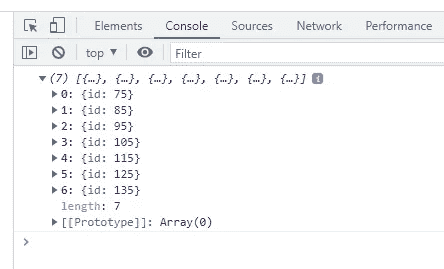 Elements Console Sources Network Performance
top Filter
(7) [{…}, {…}, {…}, {…}, {…}, {…}, {…}] i
0: {id: 75}
1: {id: 85}
2: {id: 95}
3: {id: 105}
4: {id: 115}
5: {id: 125}
6: {id: 135}
length: 7
[[Prototype]]: Array(0)